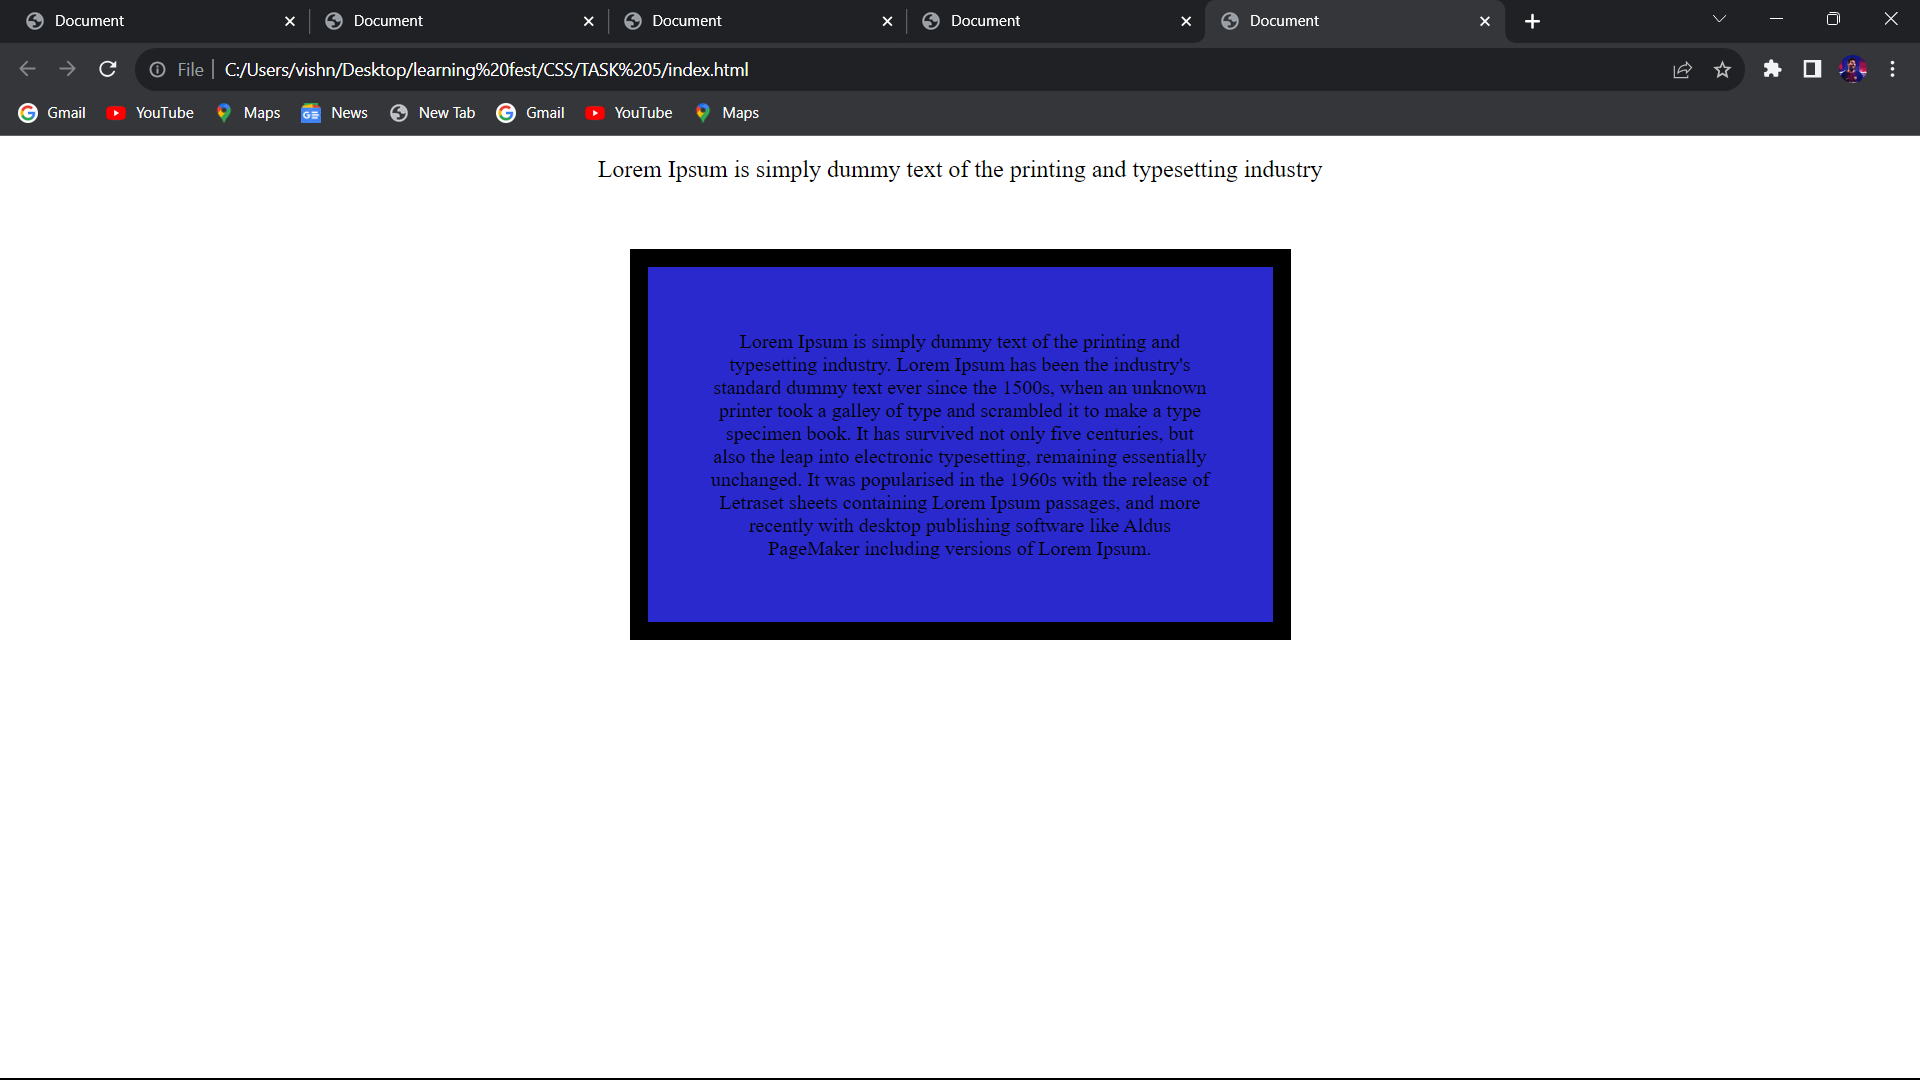 Document Document Document Document Document
File C:/Users/vishn/Desktop/learning%20fest/CSS/TASK%205/index.html
Gmail YouTube Maps News New Tab Gmail YouTube Maps
Lorem Ipsum is simply dummy text of the printing and typesetting industry
Lorem Ipsum is simply dummy text of the printing and
typesetting industry. Lorem Ipsum has been the industry's
standard dummy text ever since the 1500s, when an unknown
printer took a galley of type and scrambled it to make a type
specimen book. It has survived not only five centuries, but
also the leap into electronic typesetting, remaining essentially
unchanged. It was popularised in the 1960s with the release of
Letraset sheets containing Lorem Ipsum passages, and more
recently with desktop publishing software like Aldus
PageMaker including versions of Lorem Ipsum.